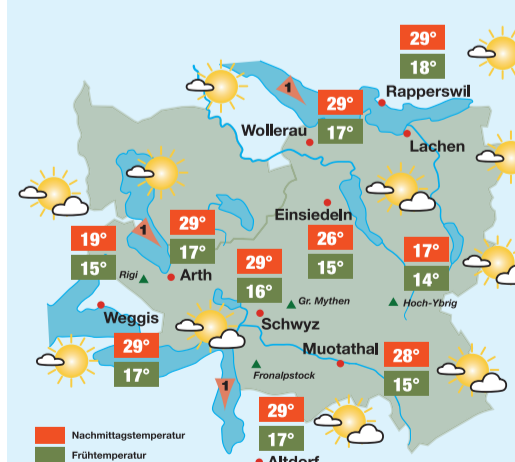 29°
18°
Rapperswil
1
29°
17°
Wollerau
Lachen
Einsiedeln
26°
15°
29°
17°
1
19°
15°
Rigi
Arth
17°
14°
Hoch-Ybrig
29°
16°
Gr. Mythen
Schwyz
Weggis
29°
17°
Muotathal
28°
15°
Fronalpstock
1
29°
17°
Altdorf
Nachmittagstemperatur
Frühtemperatur